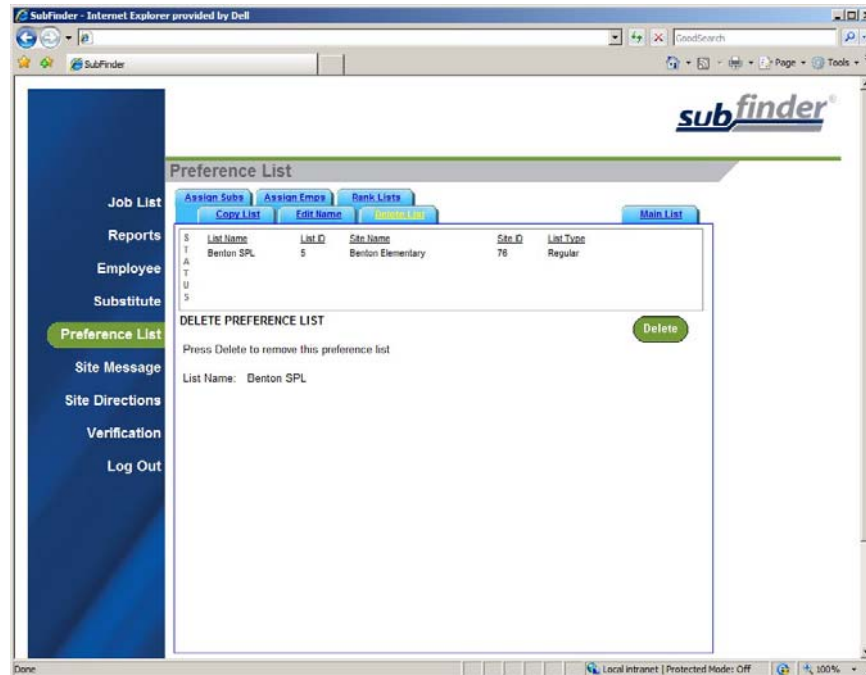 SubFinder - Internet Explorer provided by Dell
GoodSearch
SubFinder
Page Tools
subfinder®
Preference List
Job List
Reports
Employee
Substitute
Preference List
Site Message
Site Directions
Verification
Log Out
Assign Subs Assign Emps Rank Lists
Copy List Edit Name Delete List Main List
STATUS
List Name List ID Site Name Site ID List Type
Benton SPL 5 Benton Elementary 76 Regular
DELETE PREFERENCE LIST
Delete
Press Delete to remove this preference list
List Name: Benton SPL
Done
Local intranet | Protected Mode: Off 100%